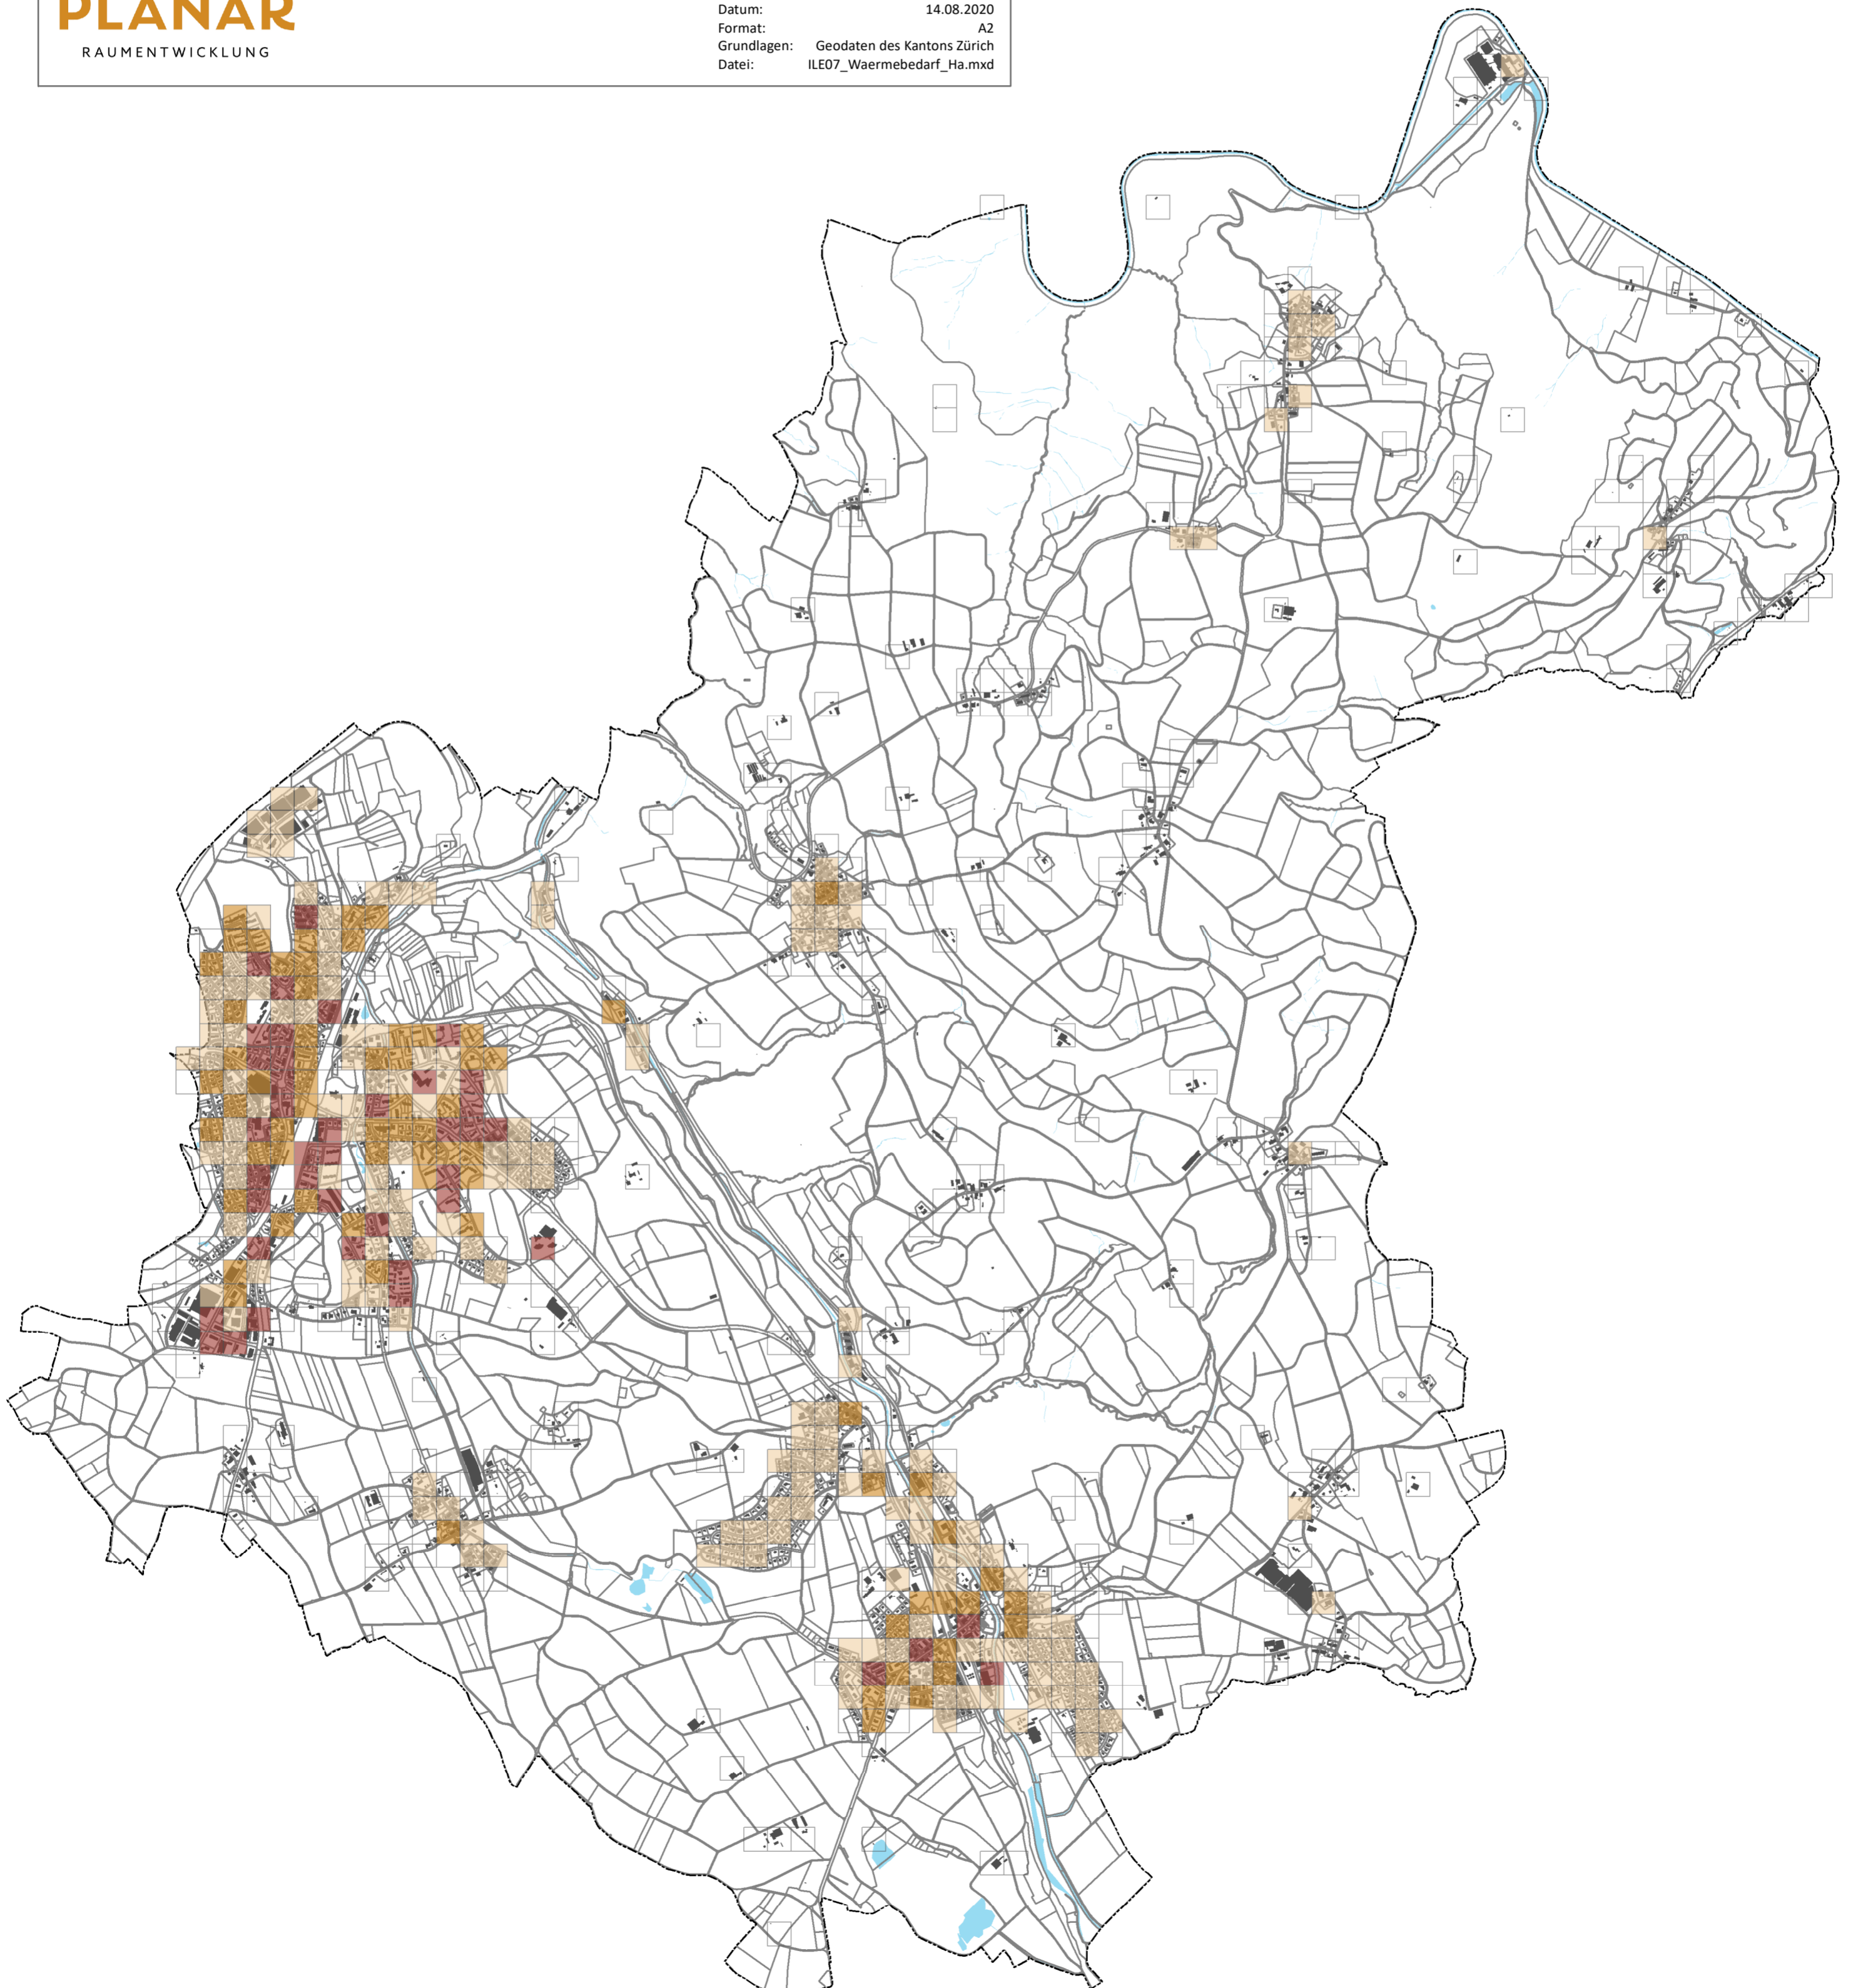 PLANAR
RAUMENTWICKLUNG
Datum: 14.08.2020
Format: A2
Grundlagen: Geodaten des Kantons Zürich
Datei: ILE07_Waermebedarf_Ha.mxd